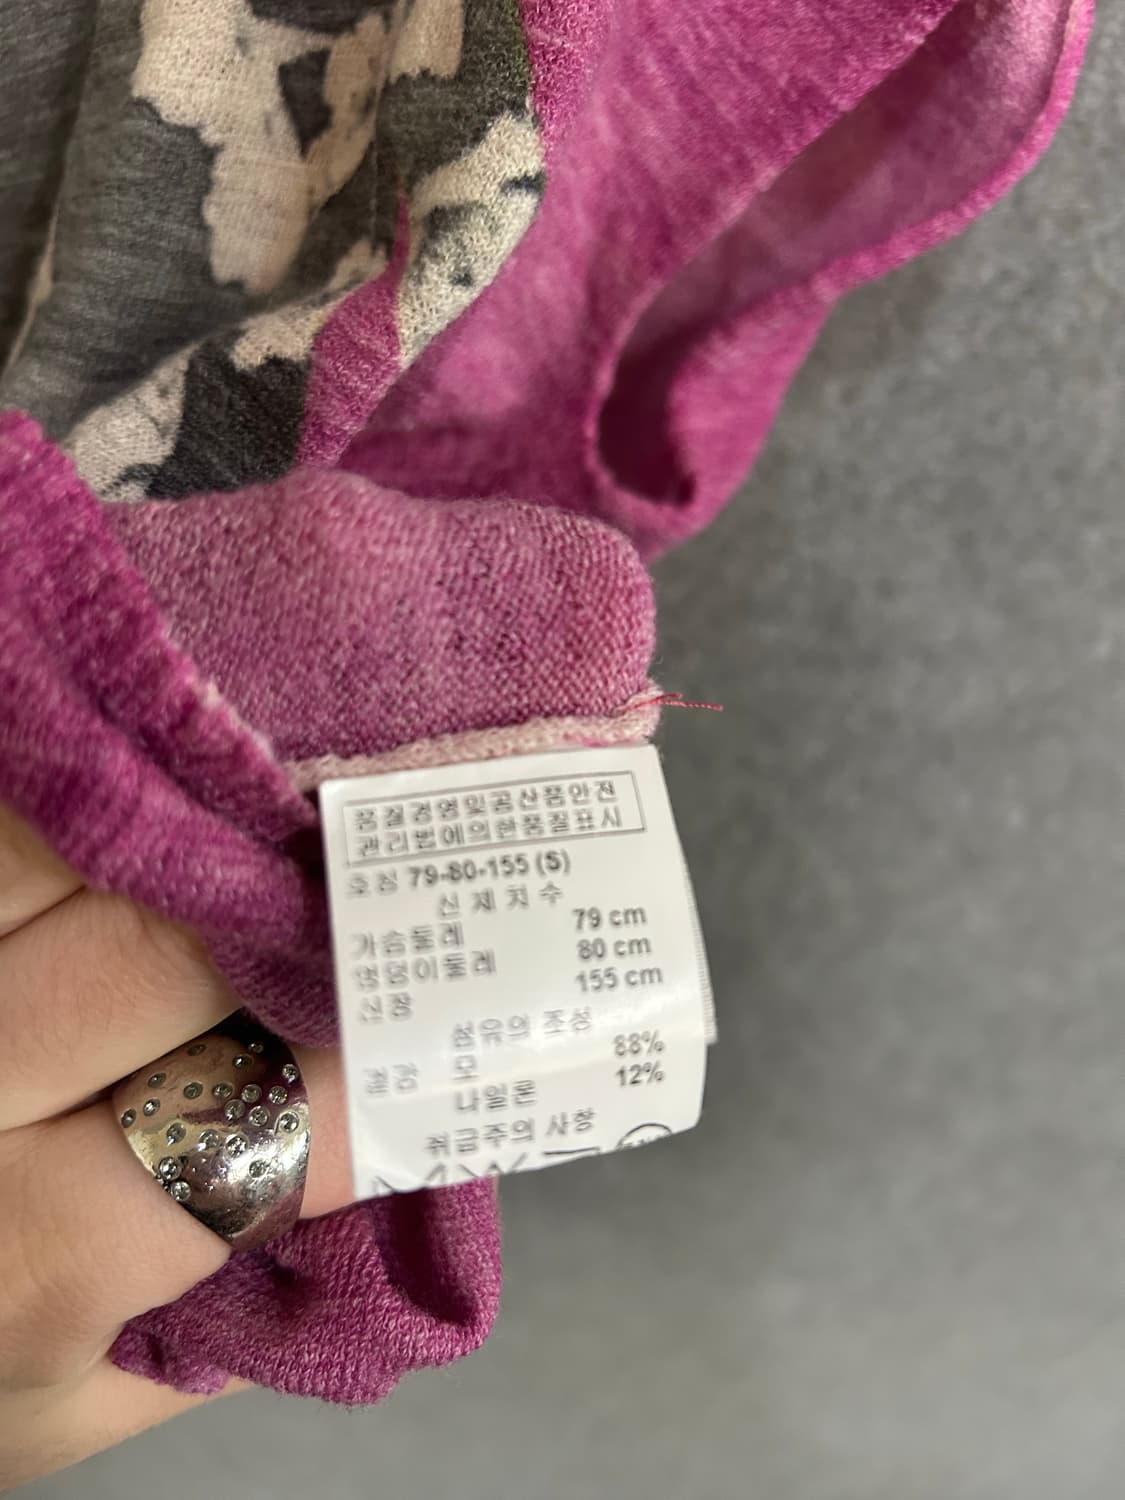 품질경영및공산품안전
관리법에의한품질표시
호칭 79-80-155 (S)
신체치수
가슴둘레 79 cm
엉덩이둘레 80 cm
신장 155 cm
섬유의 조성
겉감 모 88%
나일론 12%
취급주의 사항